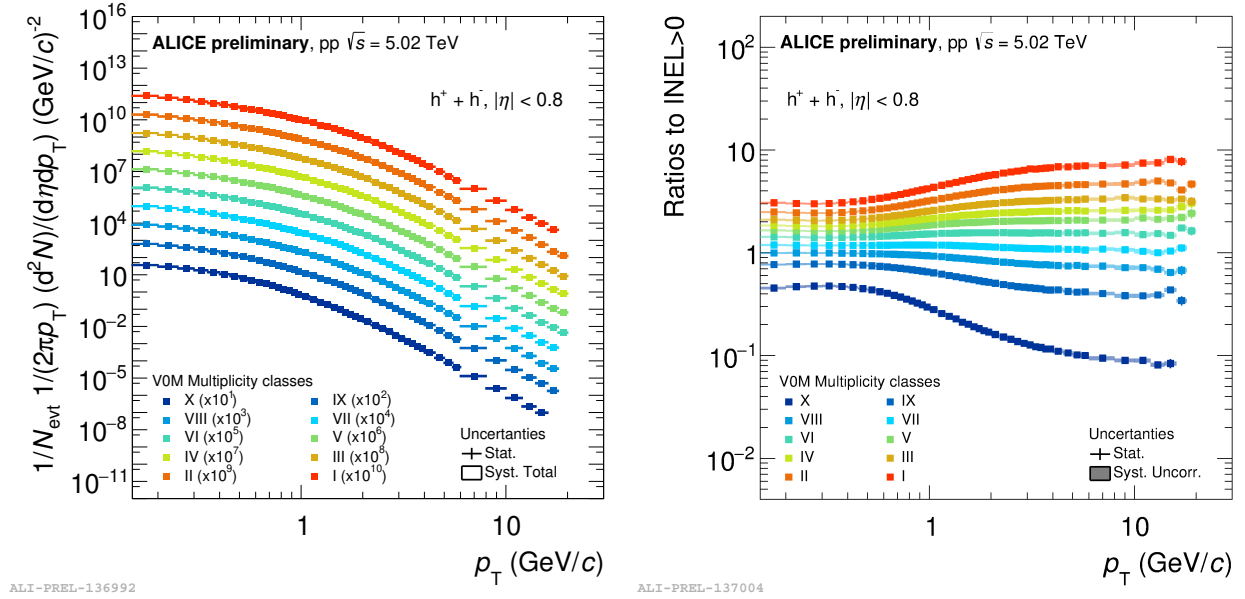 1/N_evt 1/(2πp_T) (d²N)/(dηdp_T) (GeV/c)⁻²
10¹⁶
10¹³
10¹⁰
10⁷
10⁴
10
10⁻²
10⁻⁵
10⁻⁸
10⁻¹¹
ALICE preliminary, pp √s = 5.02 TeV
h⁺ + h⁻, |η| < 0.8
V0M Multiplicity classes
X (x10¹) IX (x10²)
VIII (x10³) VII (x10⁴)
VI (x10⁵) V (x10⁶)
IV (x10⁷) III (x10⁸)
II (x10⁹) I (x10¹⁰)
Uncertanties
Stat.
Syst. Total
1 10
p_T (GeV/c)
ALI-PREL-136992
Ratios to INEL>0
10²
10
1
10⁻¹
10⁻²
ALICE preliminary, pp √s = 5.02 TeV
h⁺ + h⁻, |η| < 0.8
V0M Multiplicity classes
X IX
VIII VII
VI V
IV III
II I
Uncertanties
Stat.
Syst. Uncorr.
1 10
p_T (GeV/c)
ALI-PREL-137004